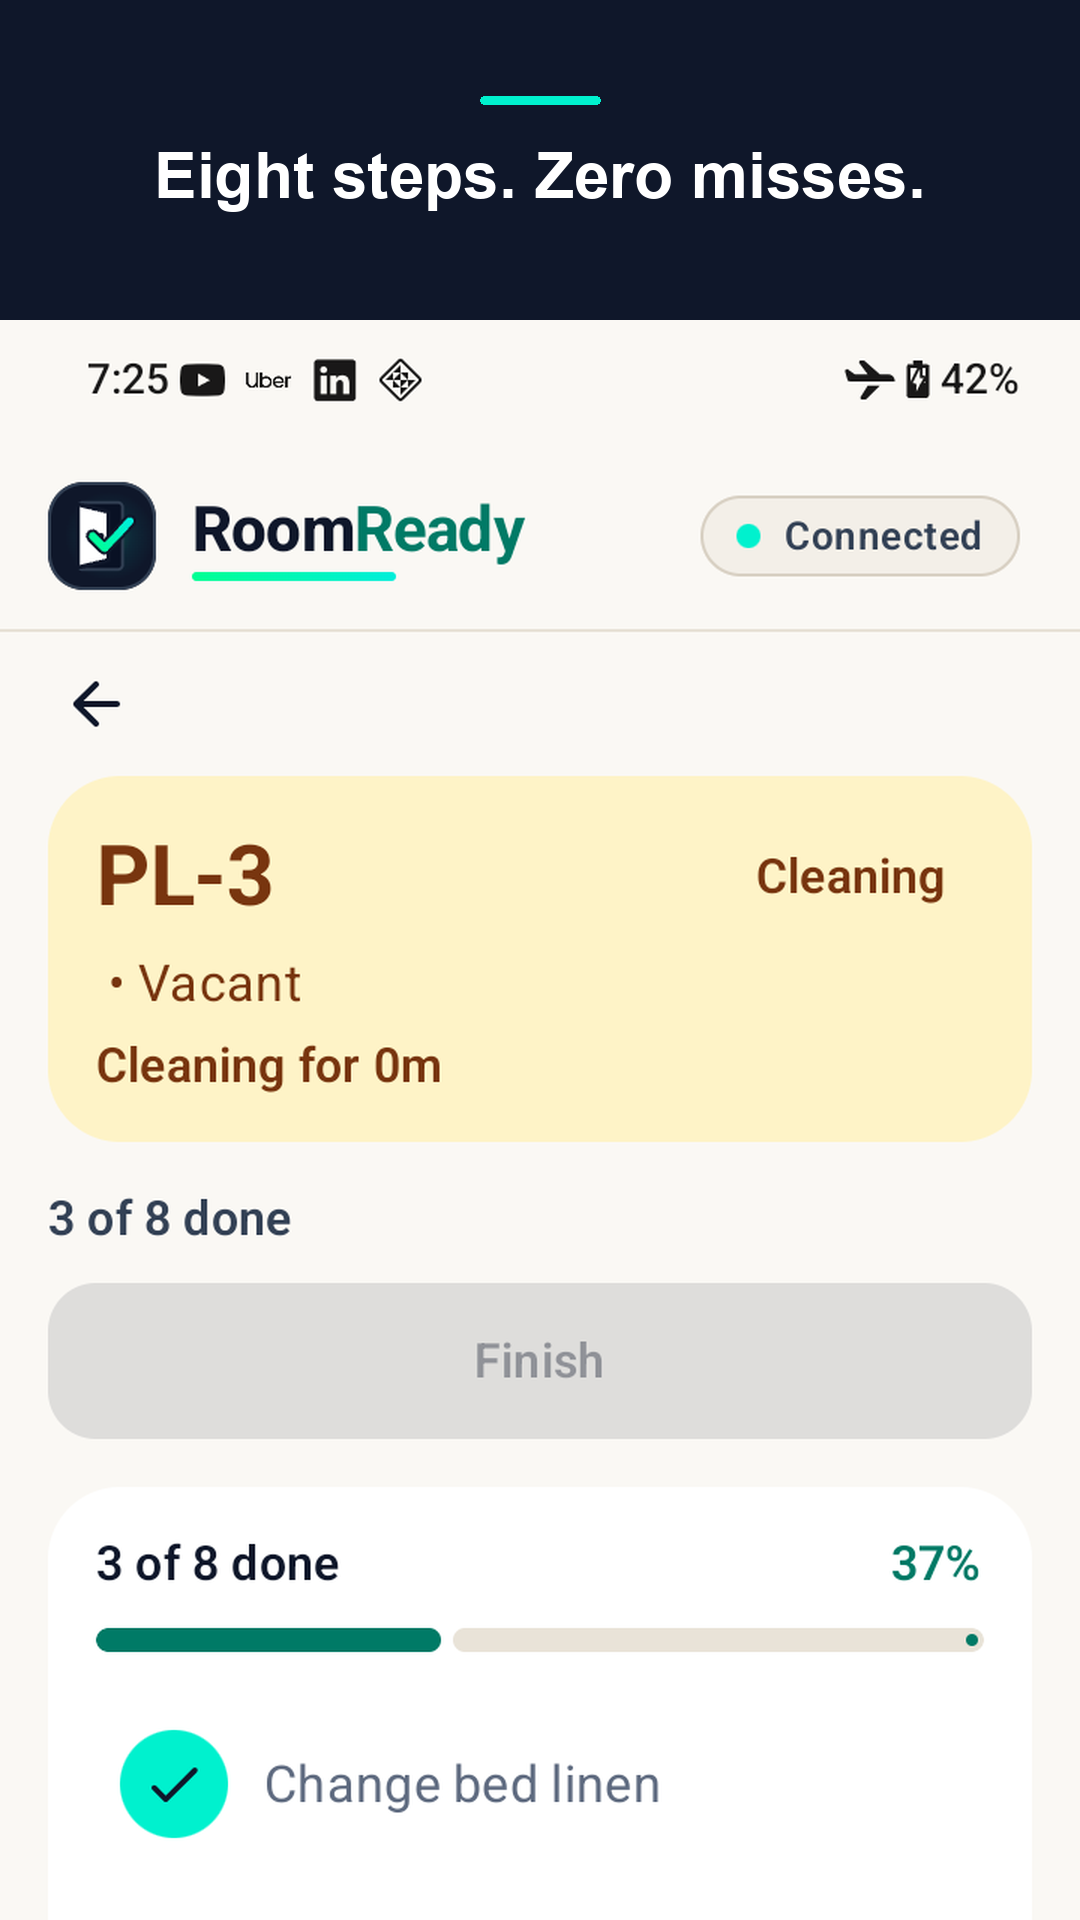 Eight steps. Zero misses.
7:25 Uber in 42%
RoomReady Connected
PL-3 Cleaning
• Vacant
Cleaning for 0m
3 of 8 done
Finish
3 of 8 done 37%
Change bed linen